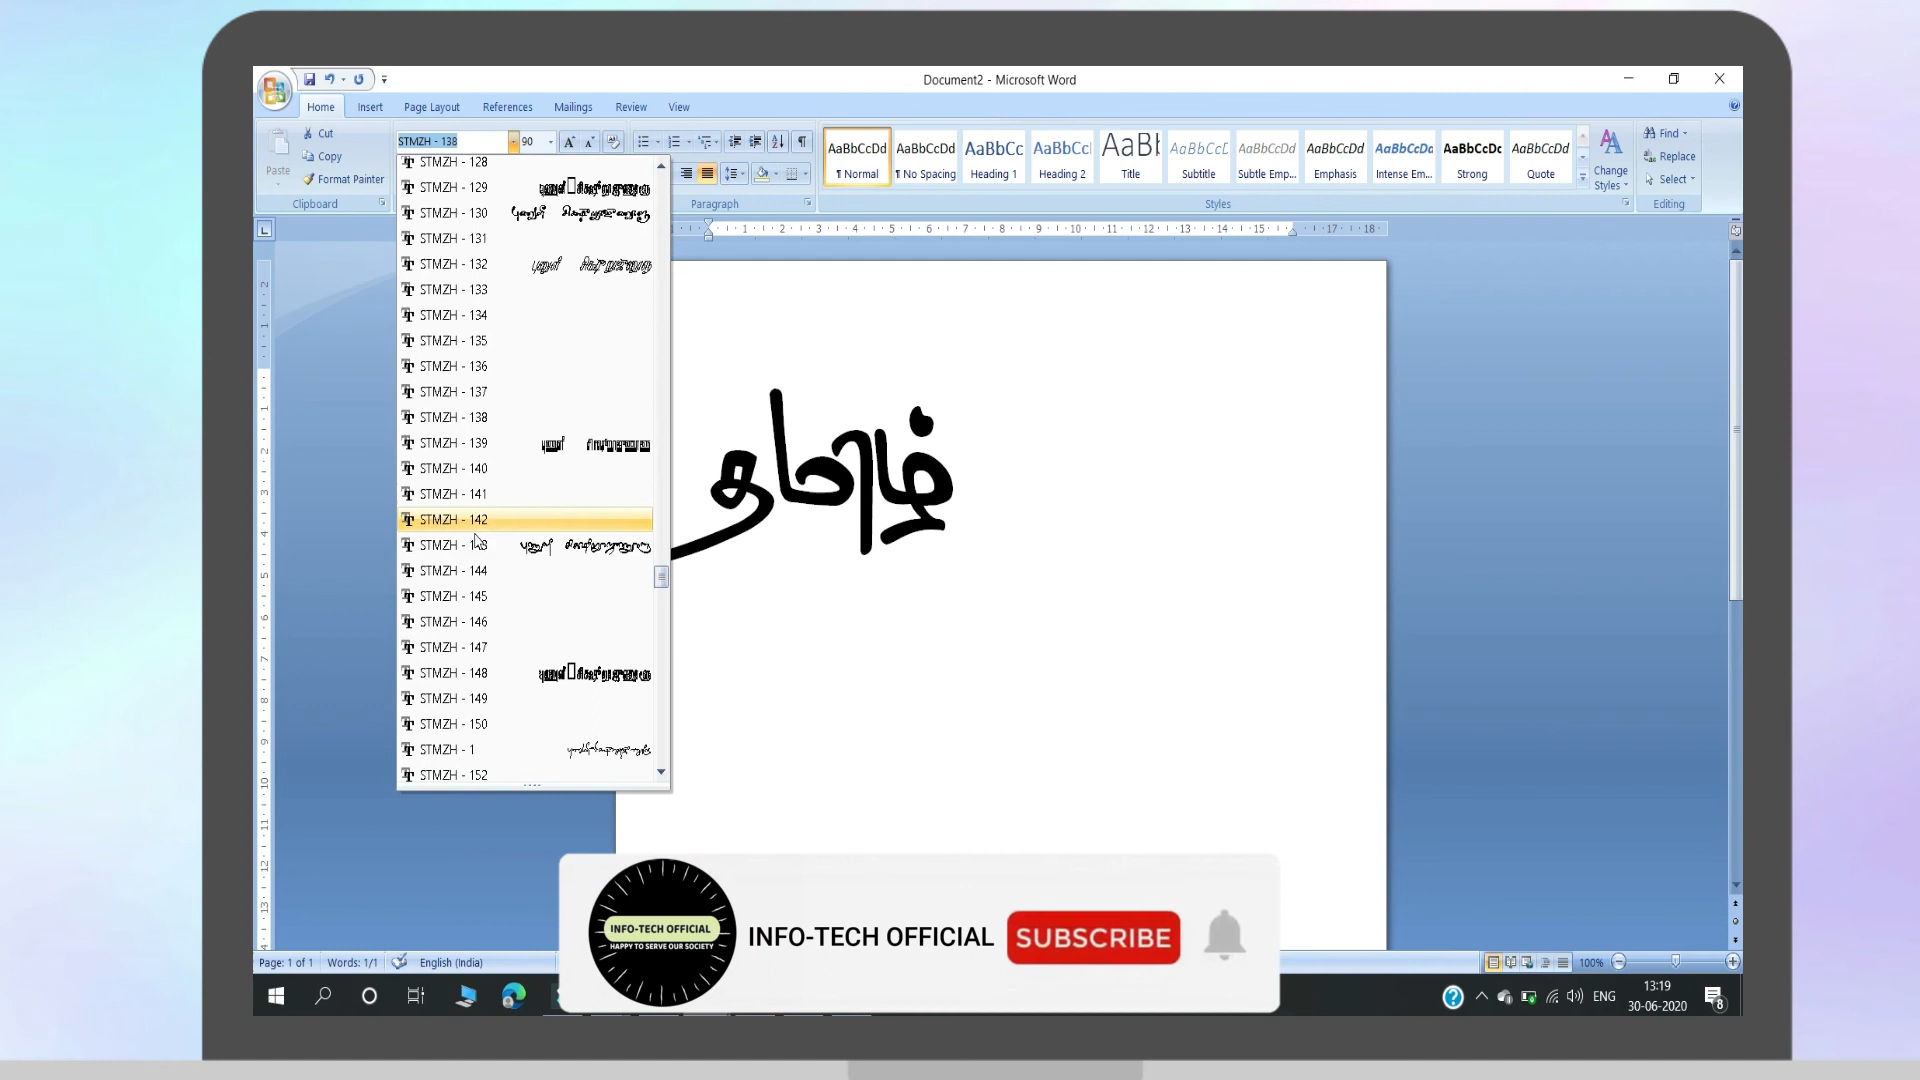 Document2 - Microsoft Word
Home Insert Page Layout References Mailings Review View
Paste
Cut
Copy
Format Painter
Clipboard
STMZH - 138 90
Paragraph
AaBbCcDd AaBbCcDd
¶ Normal ¶ No Spacing Heading 1 Heading 2 Title Subtitle Subtle Emp... Emphasis Intense Em... Strong Quote
Change
Styles
Styles
Find
Replace
Select
Editing
STMZH - 128
STMZH - 129
STMZH - 130
STMZH - 131
STMZH - 132
STMZH - 133
STMZH - 134
STMZH - 135
STMZH - 136
STMZH - 137
STMZH - 138
STMZH - 139
STMZH - 140
STMZH - 141
STMZH - 142
STMZH - 144
STMZH - 145
STMZH - 146
STMZH - 147
STMZH - 148
STMZH - 149
STMZH - 150
STMZH - 1
STMZH - 152
தமிழ்
INFO-TECH OFFICIAL
HAPPY TO SERVE OUR SOCIETY
INFO-TECH OFFICIAL
SUBSCRIBE
Page: 1 of 1 Words: 1/1 English (India)
100%
ENG
13:19
30-06-2020
8